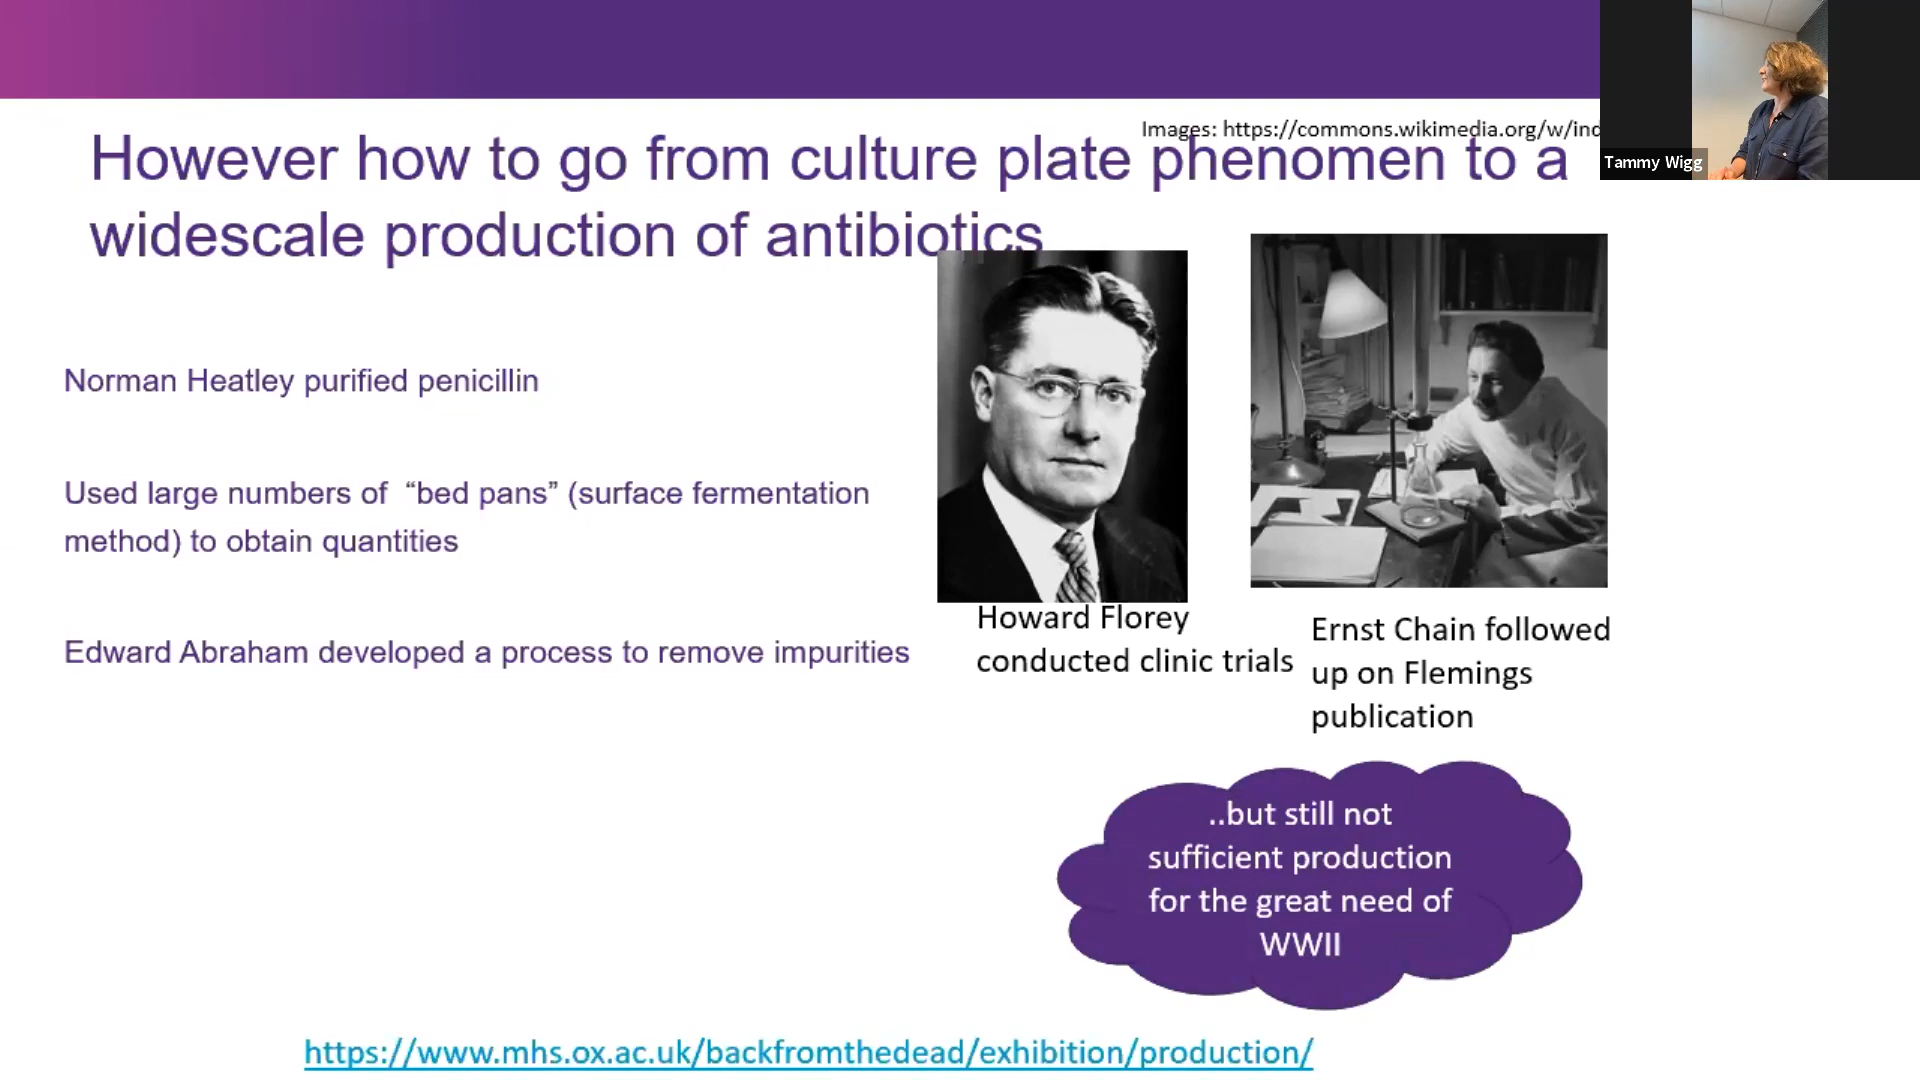 Images: https://commons.wikimedia.org/w/ind
However how to go from culture plate phenomen to a
widescale production of antibiotics
Tammy Wigg
Norman Heatley purified penicillin
Used large numbers of “bed pans” (surface fermentation
method) to obtain quantities
Edward Abraham developed a process to remove impurities
Howard Florey
conducted clinic trials
Ernst Chain followed
up on Flemings
publication
..but still not
sufficient production
for the great need of
WWII
https://www.mhs.ox.ac.uk/backfromthedead/exhibition/production/